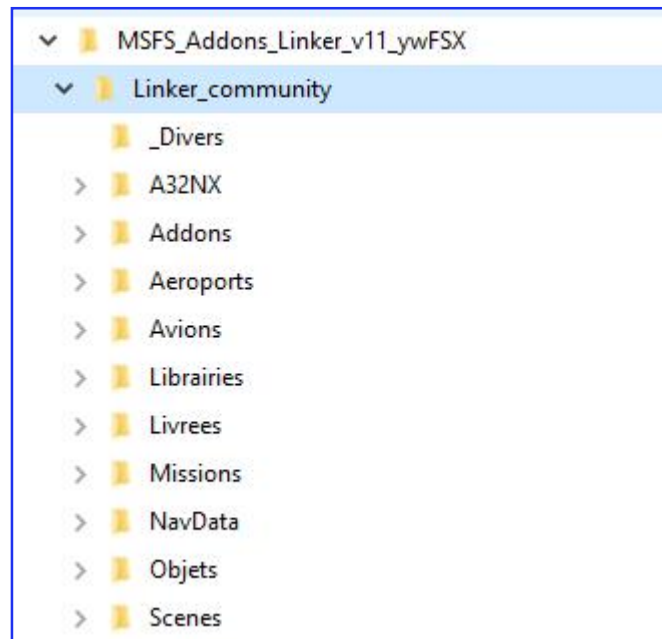 MSFS_Addons_Linker_v11_ywFSX
Linker_community
_Divers
A32NX
Addons
Aeroports
Avions
Librairies
Livrees
Missions
NavData
Objets
Scenes